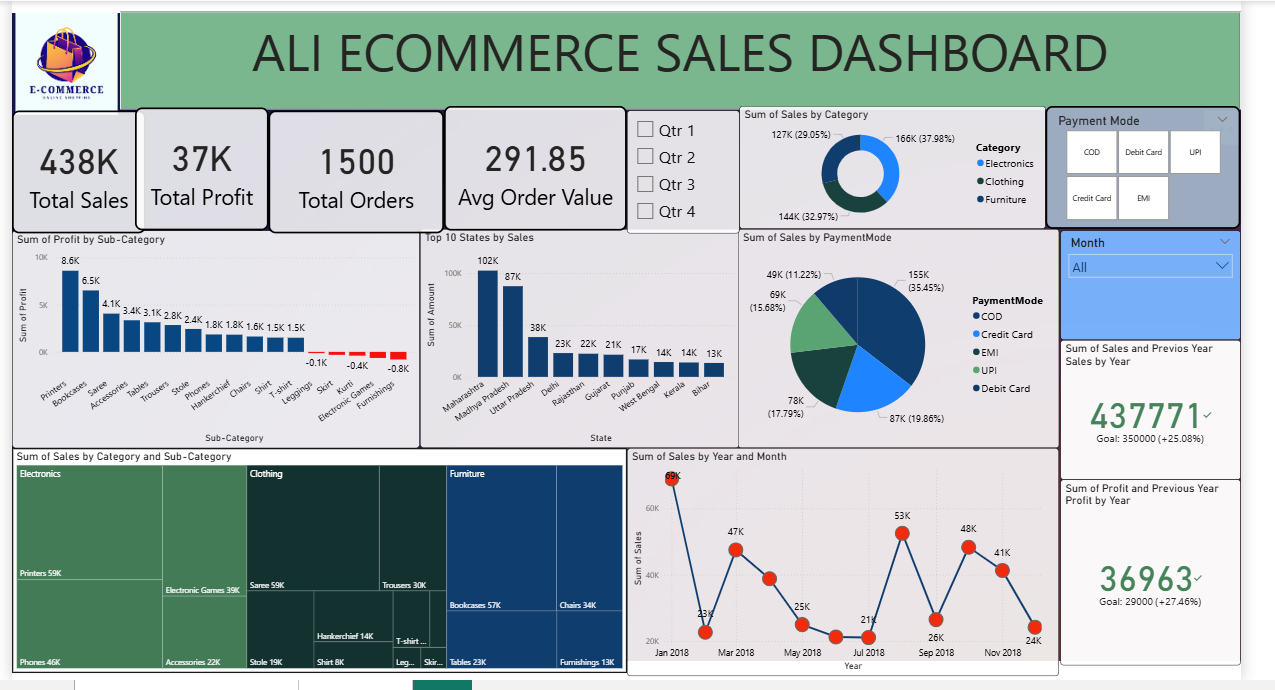 E-COMMERCE
ONLINE SHOPING
ALI ECOMMERCE SALES DASHBOARD
438K
Total Sales
37K
Total Profit
1500
Total Orders
291.85
Avg Order Value
Qtr 1
Qtr 2
Qtr 3
Qtr 4
Sum of Sales by Category
127K (29.05%)
166K (37.98%)
144K (32.97%)
Category
Electronics
Clothing
Furniture
Payment Mode
COD
Debit Card
UPI
Credit Card
EMI
Sum of Profit by Sub-Category
Sum of Profit
10K
5K
0K
8.6K
6.5K
4.1K
3.4K
3.1K
2.8K
2.4K
1.8K
1.8K
1.6K
1.5K
1.5K
-0.1K
-0.4K
-0.8K
Printers
Bookcases
Saree
Accessories
Tables
Trousers
Stole
Phones
Hankerchief
Chairs
Shirt
T-shirt
Leggings
Skirt
Kurti
Electronic Games
Furnishings
Sub-Category
Top 10 States by Sales
Sum of Amount
100K
50K
0K
102K
87K
38K
23K
22K
21K
17K
14K
14K
13K
Maharashtra
Madhya Pradesh
Uttar Pradesh
Delhi
Rajasthan
Gujarat
Punjab
West Bengal
Kerala
Bihar
State
Sum of Sales by PaymentMode
49K (11.22%)
155K
(35.45%)
69K
(15.68%)
78K
(17.79%)
87K (19.86%)
PaymentMode
COD
Credit Card
EMI
UPI
Debit Card
Month
All
Sum of Sales and Previos Year
Sales by Year
437771
Goal: 350000 (+25.08%)
Sum of Profit and Previous Year
Profit by Year
36963
Goal: 29000 (+27.46%)
Sum of Sales by Category and Sub-Category
Electronics
Printers 59K
Phones 46K
Electronic Games 39K
Accessories 22K
Clothing
Saree 59K
Trousers 30K
Stole 19K
Hankerchief 14K
Shirt 8K
T-shirt ...
Leg...
Skir...
Furniture
Bookcases 57K
Chairs 34K
Tables 23K
Furnishings 13K
Sum of Sales by Year and Month
Sum of Sales
60K
40K
20K
69K
23K
47K
25K
21K
53K
26K
48K
41K
24K
Jan 2018
Mar 2018
May 2018
Jul 2018
Sep 2018
Nov 2018
Year